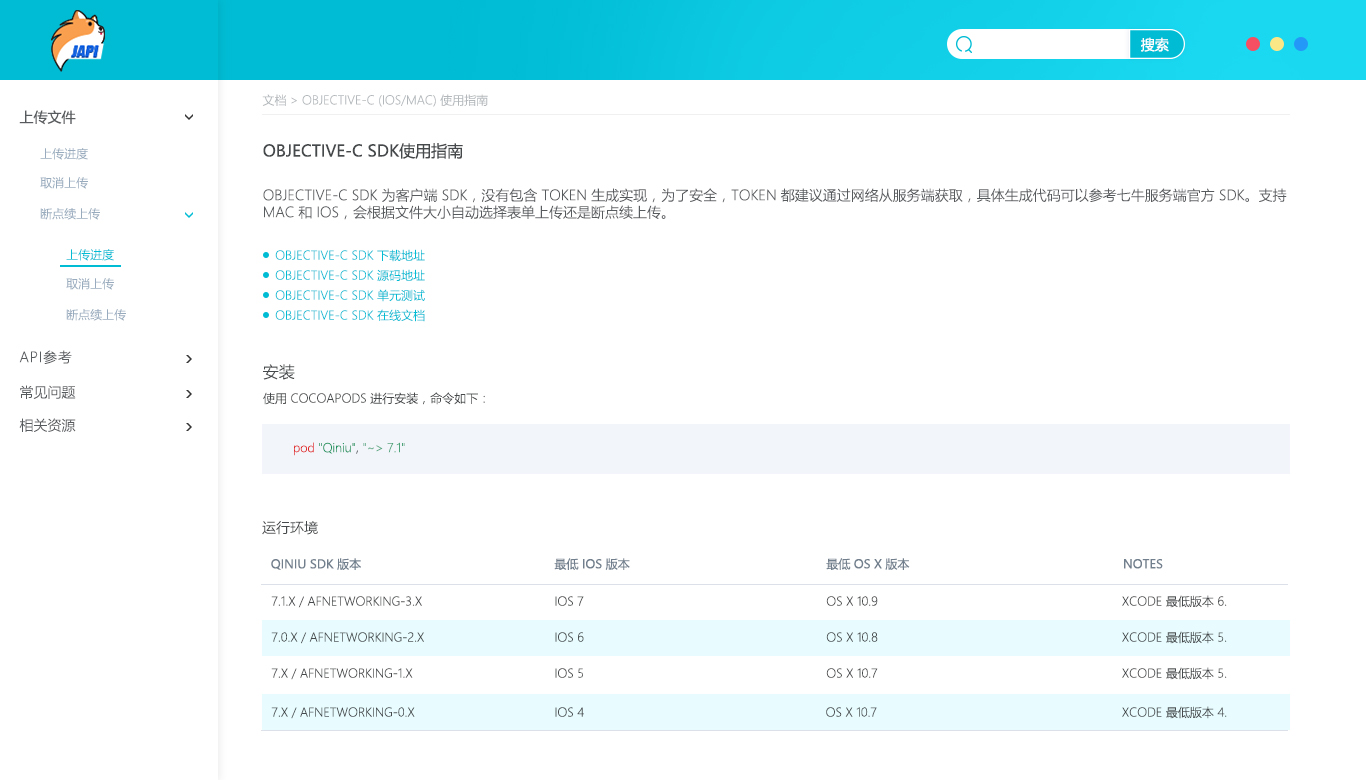 JAPI
搜索
上传文件
上传进度
取消上传
断点续上传
上传进度
取消上传
断点续上传
API参考
常见问题
相关资源
文档 > OBJECTIVE-C (IOS/MAC) 使用指南
OBJECTIVE-C SDK使用指南
OBJECTIVE-C SDK 为客户端 SDK，没有包含 TOKEN 生成实现，为了安全，TOKEN 都建议通过网络从服务端获取，具体生成代码可以参考七牛服务端官方 SDK。支持
MAC 和 IOS，会根据文件大小自动选择表单上传还是断点续上传。
OBJECTIVE-C SDK 下载地址
OBJECTIVE-C SDK 源码地址
OBJECTIVE-C SDK 单元测试
OBJECTIVE-C SDK 在线文档
安装
使用 COCOAPODS 进行安装，命令如下：
pod "Qiniu", "~> 7.1"
运行环境
QINIU SDK 版本 最低 IOS 版本 最低 OS X 版本 NOTES
7.1.X / AFNETWORKING-3.X IOS 7 OS X 10.9 XCODE 最低版本 6.
7.0.X / AFNETWORKING-2.X IOS 6 OS X 10.8 XCODE 最低版本 5.
7.X / AFNETWORKING-1.X IOS 5 OS X 10.7 XCODE 最低版本 5.
7.X / AFNETWORKING-0.X IOS 4 OS X 10.7 XCODE 最低版本 4.